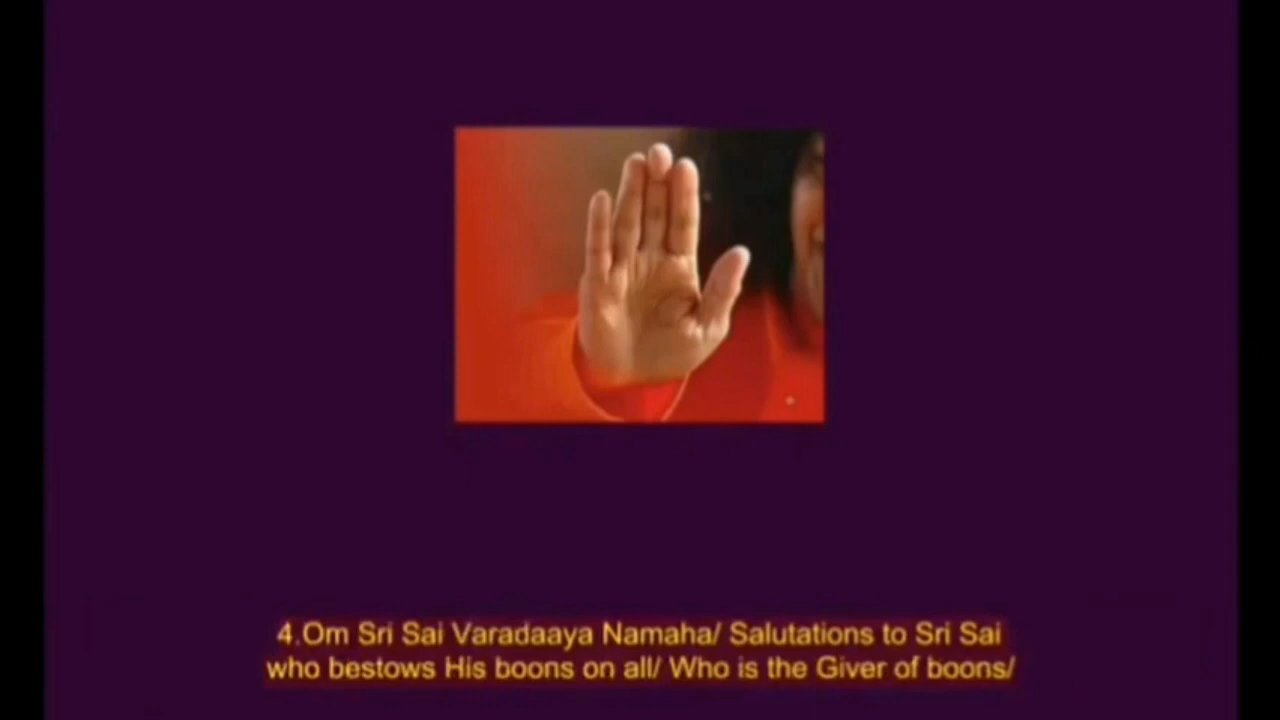 4.Om Sri Sai Varadaaya Namaha/ Salutations to Sri Sai
who bestows His boons on all/ Who is the Giver of boons/